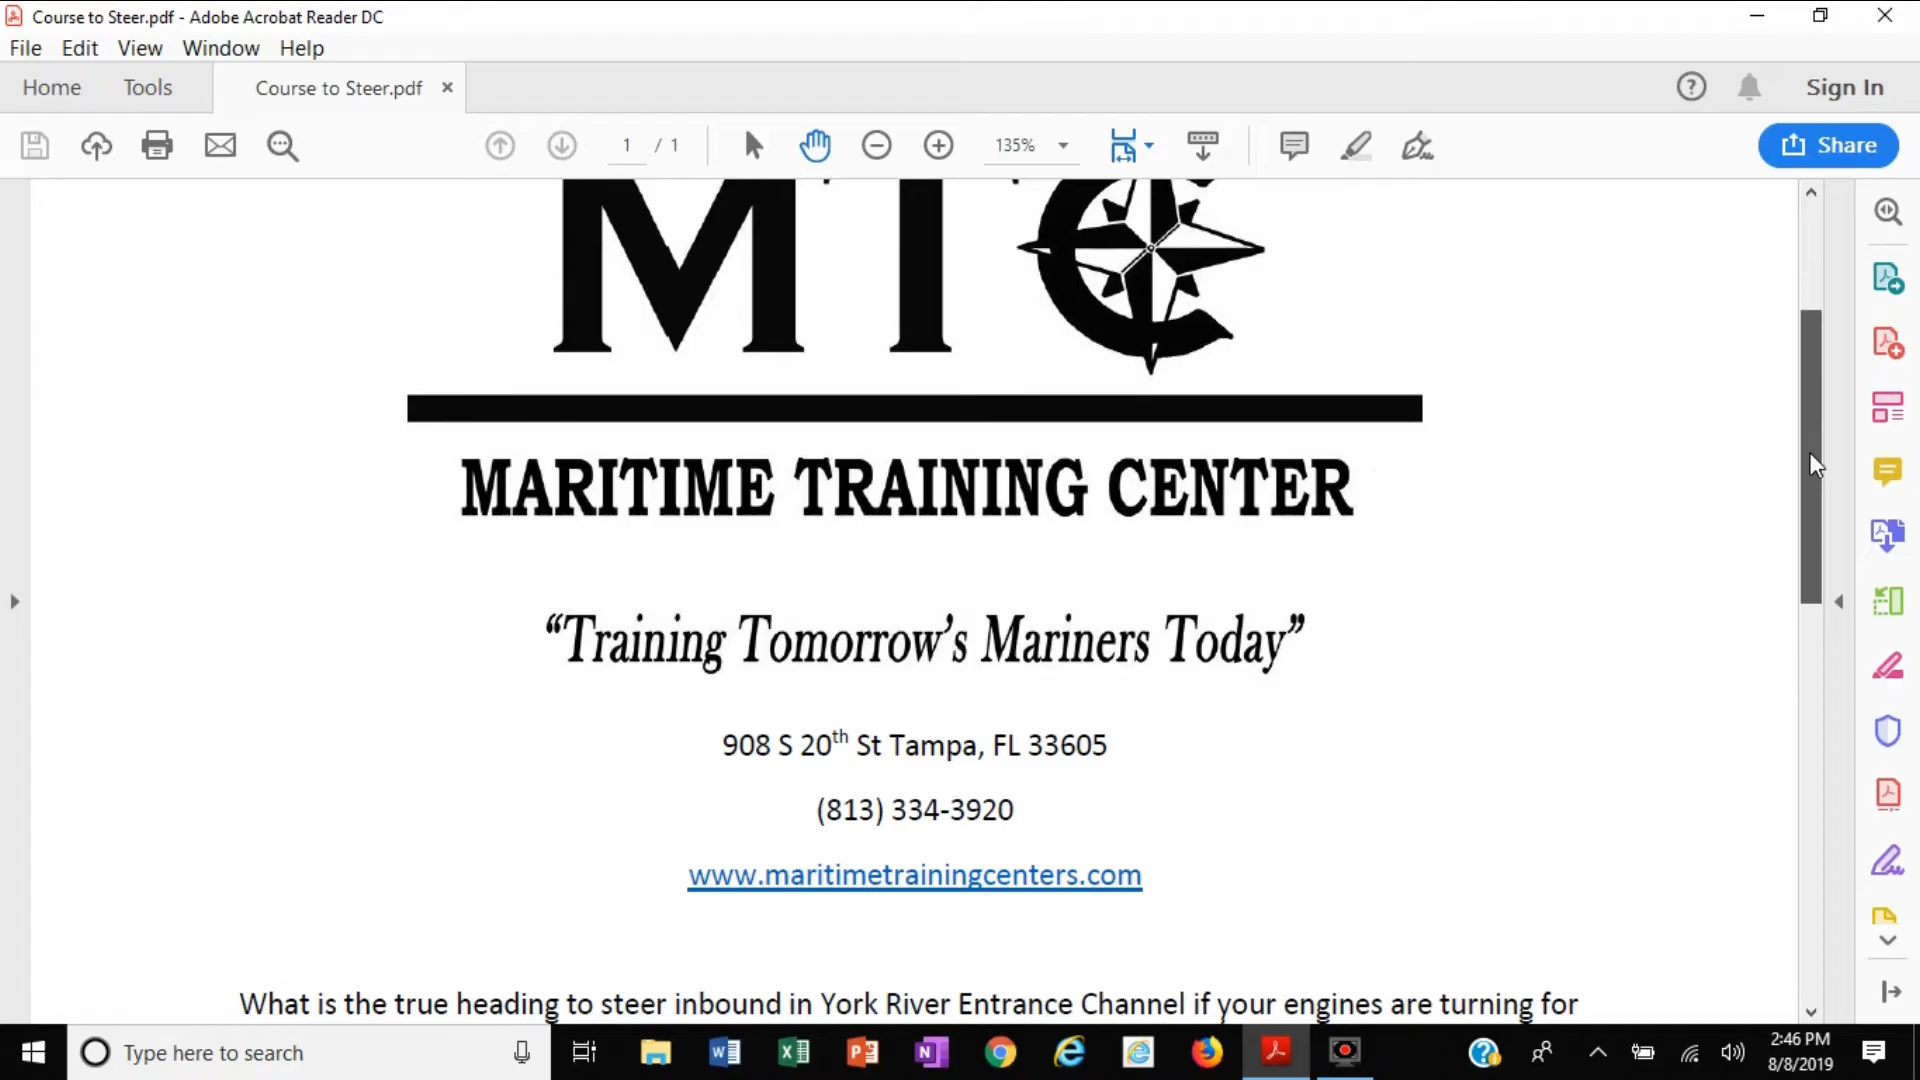 Course to Steer.pdf - Adobe Acrobat Reader DC
File Edit View Window Help
Home Tools Course to Steer.pdf × Sign In
1 / 1 135% Share
MTC
MARITIME TRAINING CENTER
“Training Tomorrow’s Mariners Today”
908 S 20th St Tampa, FL 33605
(813) 334-3920
www.maritimetrainingcenters.com
What is the true heading to steer inbound in York River Entrance Channel if your engines are turning for
Type here to search
2:46 PM
8/8/2019